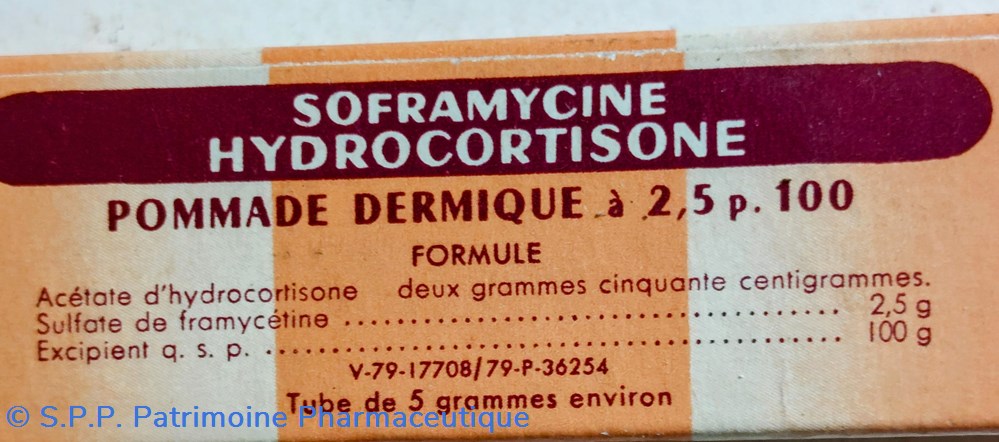 SOFRAMYCINE
HYDROCORTISONE
POMMADE DERMIQUE à 2,5 p. 100
FORMULE
Acétate d'hydrocortisone deux grammes cinquante centigrammes.
Sulfate de framycétine ........................................ 2,5 g
Excipient q. s. p. ............................................. 100 g
V-79-17708/79-P-36254
Tube de 5 grammes environ
© S.P.P. Patrimoine Pharmaceutique